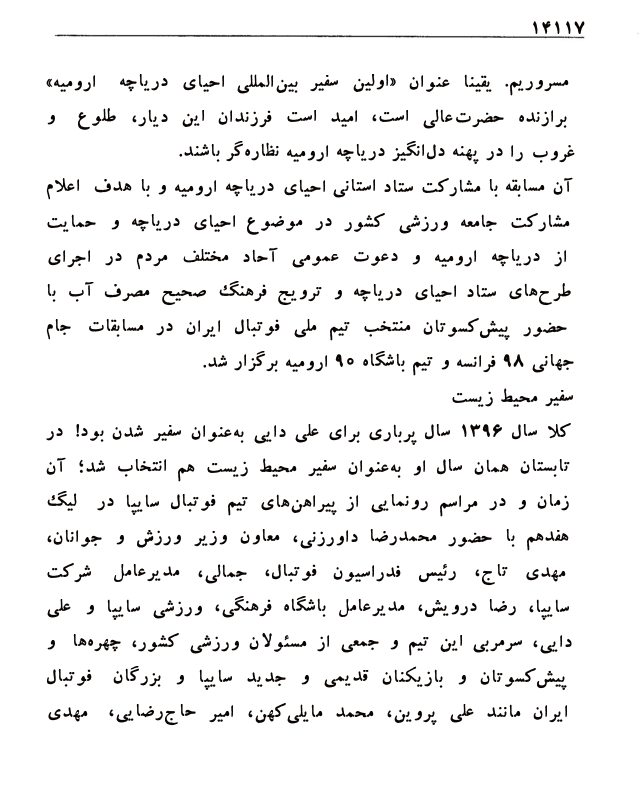 ۱۴۱۱۷
مسروریم. یقینا عنوان «اولین سفیر بین‌المللی احیای دریاچه ارومیه»
برازنده حضرت‌عالی است، امید است فرزندان این دیار، طلوع و
غروب را در پهنه دل‌انگیز دریاچه ارومیه نظاره‌گر باشند.
آن مسابقه با مشارکت ستاد استانی احیای دریاچه ارومیه و با هدف اعلام
مشارکت جامعه ورزشی کشور در موضوع احیای دریاچه و حمایت
از دریاچه ارومیه و دعوت عمومی آحاد مختلف مردم در اجرای
طرح‌های ستاد احیای دریاچه و ترویج فرهنگ صحیح مصرف آب با
حضور پیش‌کسوتان منتخب تیم ملی فوتبال ایران در مسابقات جام
جهانی ۹۸ فرانسه و تیم باشگاه ۹۰ ارومیه برگزار شد.
سفیر محیط زیست
کلا سال ۱۳۹۶ سال پرباری برای علی دایی به‌عنوان سفیر شدن بود! در
تابستان همان سال او به‌عنوان سفیر محیط زیست هم انتخاب شد؛ آن
زمان و در مراسم رونمایی از پیراهن‌های تیم فوتبال سایپا در لیگ
هفدهم با حضور محمدرضا داورزنی، معاون وزیر ورزش و جوانان،
مهدی تاج، رئیس فدراسیون فوتبال، جمالی، مدیرعامل شرکت
سایپا، رضا درویش، مدیرعامل باشگاه فرهنگی، ورزشی سایپا و علی
دایی، سرمربی این تیم و جمعی از مسئولان ورزشی کشور، چهره‌ها و
پیش‌کسوتان و بازیکنان قدیمی و جدید سایپا و بزرگان فوتبال
ایران مانند علی پروین، محمد مایلی‌کهن، امیر حاج‌رضایی، مهدی